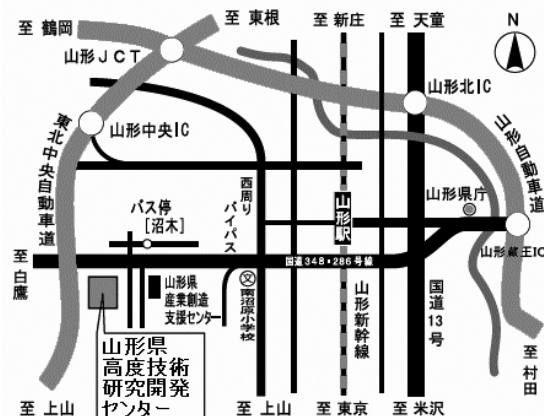 至 鶴岡
至 東根
至 新庄
至 天童
N
山形JCT
山形北IC
山形中央IC
東北中央自動車道
山形自動車道
西周り
バイパス
山形駅
山形県庁
バス停
[沼木]
山形蔵王IC
至
白鷹
国道348・286号線
山形県
産業創造
支援センター
文
南沼原小学校
山形新幹線
国道13号
山形県
高度技術
研究開発
センター
至 村田
至 上山
至 上山
至 東京
至 米沢